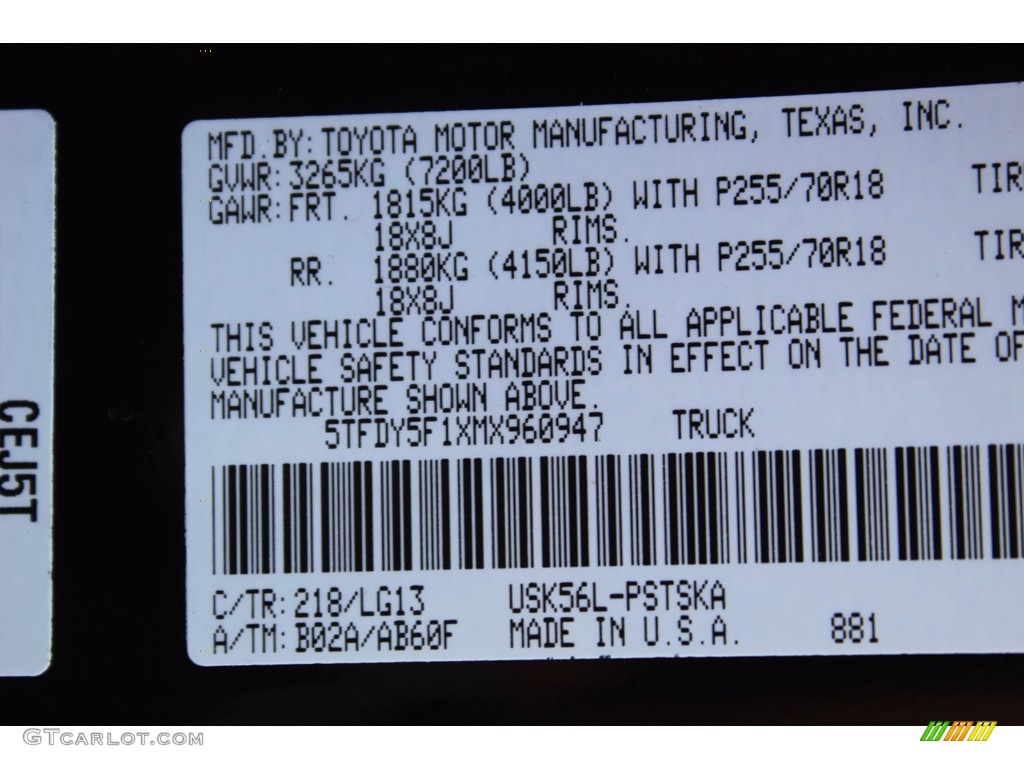 MFD.BY:TOYOTA MOTOR MANUFACTURING, TEXAS, INC.
GVWR:3265KG (7200LB)
GAWR:FRT. 1815KG (4000LB) WITH P255/70R18 TIR
18X8J RIMS.
RR. 1880KG (4150LB) WITH P255/70R18 TIR
18X8J RIMS.
THIS VEHICLE CONFORMS TO ALL APPLICABLE FEDERAL M
VEHICLE SAFETY STANDARDS IN EFFECT ON THE DATE OF
MANUFACTURE SHOWN ABOVE.
5TFDY5F1XMX960947 TRUCK
C/TR:218/LG13 USK56L-PSTSKA
A/TM:B02A/AB60F MADE IN U.S.A. 881
CEJ5T
GTCARLOT.COM